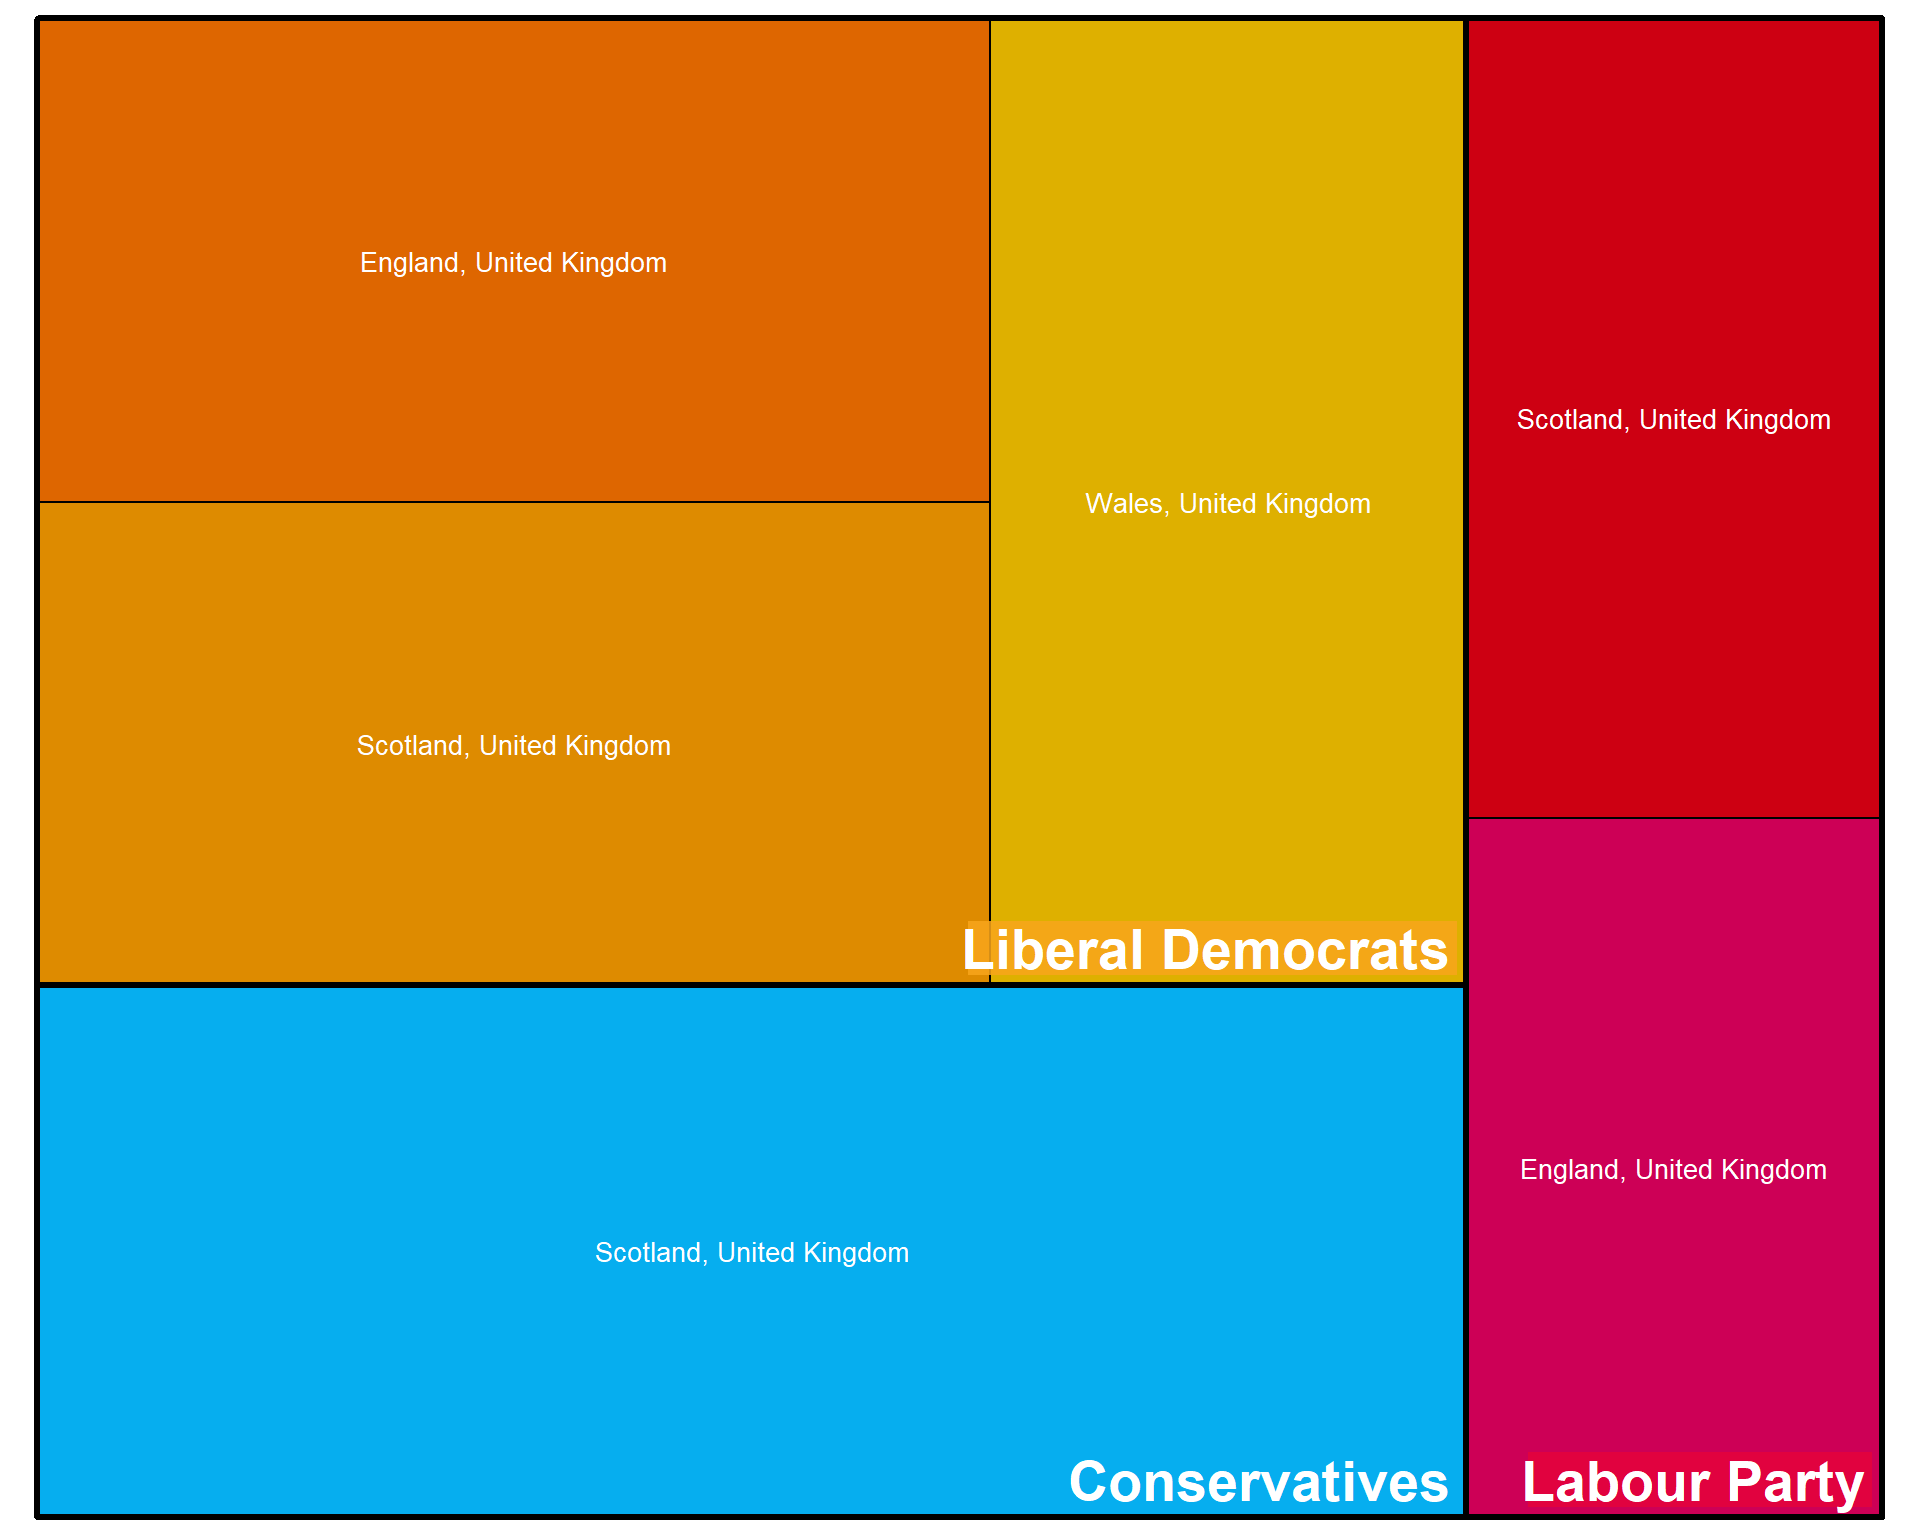 England, United Kingdom
Scotland, United Kingdom
Wales, United Kingdom
Liberal Democrats
Scotland, United Kingdom
Conservatives
Scotland, United Kingdom
England, United Kingdom
Labour Party